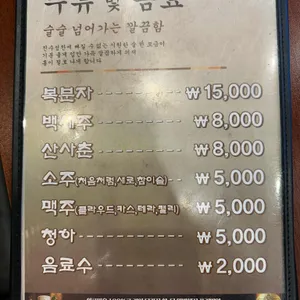 주류 및 음료
술술 넘어가는 깔끔함
복분자 ₩ 15,000
백세주 ₩ 8,000
산사춘 ₩ 8,000
소주(처음처럼,새로,참이슬) ₩ 5,000
맥주(클라우드,카스,테라,켈리) ₩ 5,000
청하 ₩ 5,000
음료수 ₩ 2,000